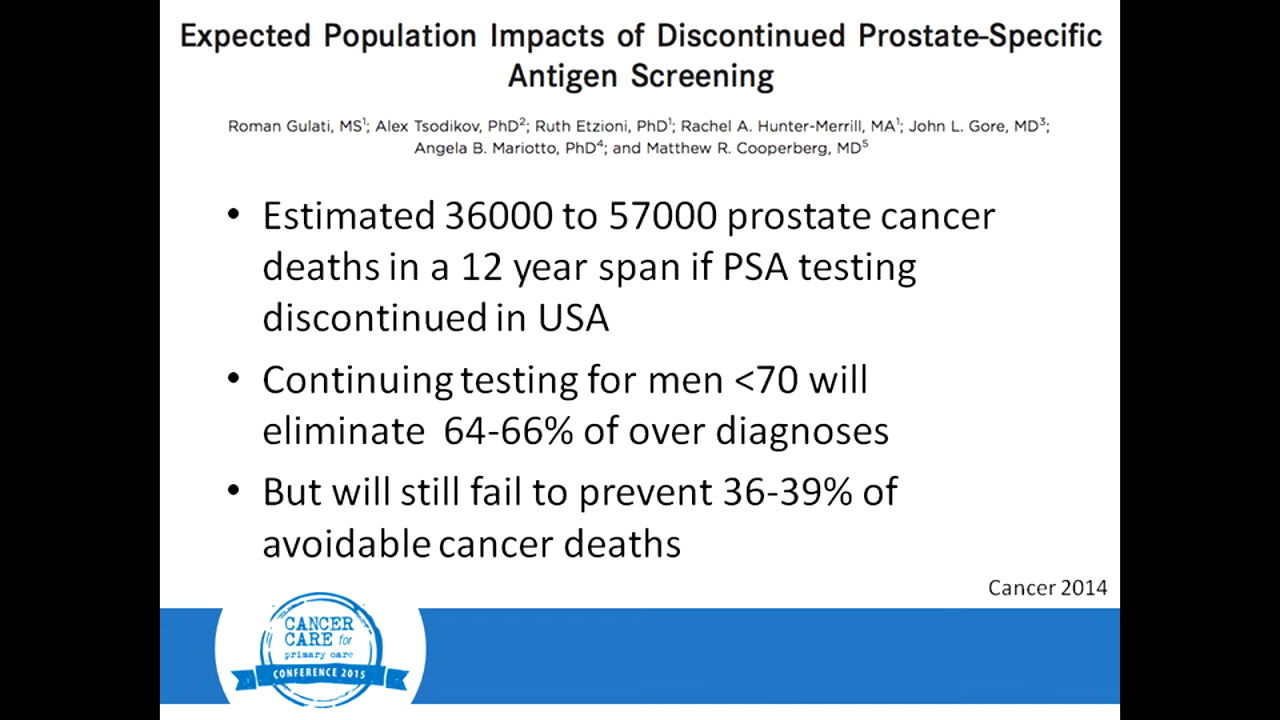 Expected Population Impacts of Discontinued Prostate-Specific
Antigen Screening
Roman Gulati, MS¹; Alex Tsodikov, PhD²; Ruth Etzioni, PhD¹; Rachel A. Hunter-Merrill, MA¹; John L. Gore, MD³;
Angela B. Mariotto, PhD⁴; and Matthew R. Cooperberg, MD⁵
• Estimated 36000 to 57000 prostate cancer
deaths in a 12 year span if PSA testing
discontinued in USA
• Continuing testing for men <70 will
eliminate 64-66% of over diagnoses
• But will still fail to prevent 36-39% of
avoidable cancer deaths
Cancer 2014
CANCER
CARE for
primary care
CONFERENCE 2015